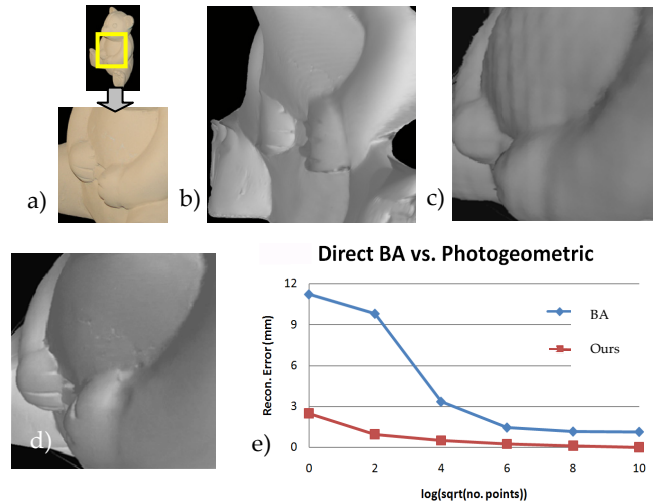 a)
b)
c)
d)
Direct BA vs. Photogeometric
12
9
6
3
0
Recon. Error (mm)
BA
Ours
e)
0 2 4 6 8 10
log(sqrt(no. points))